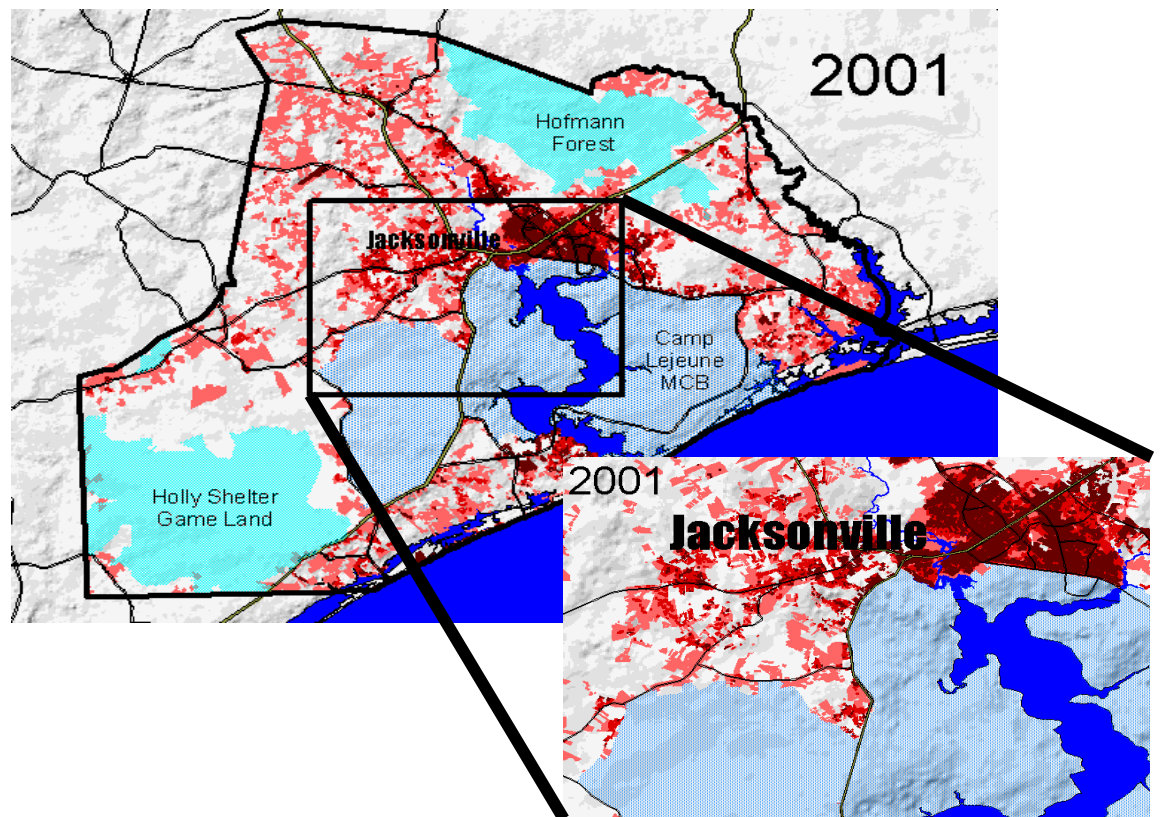 2001
Hofmann
Forest
Jacksonville
Camp
Lejeune
MCB
Holly Shelter
Game Land
2001
Jacksonville